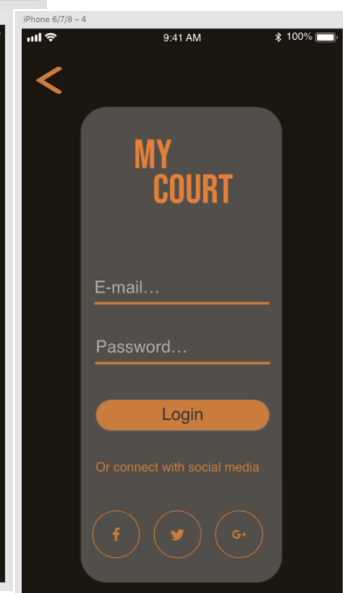 iPhone 6/7/8 – 4
9:41 AM
100%
MY
COURT
E-mail...
Password...
Login
Or connect with social media
f
G+